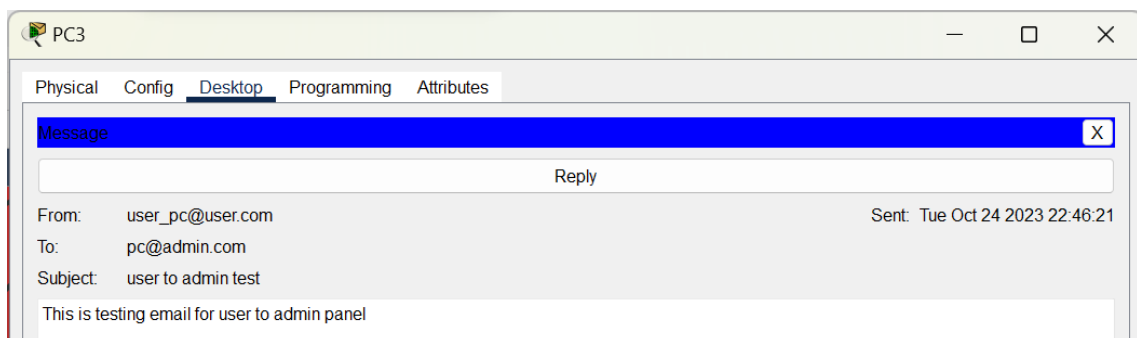 PC3
Physical Config Desktop Programming Attributes
Message X
Reply
From: user_pc@user.com Sent: Tue Oct 24 2023 22:46:21
To: pc@admin.com
Subject: user to admin test
This is testing email for user to admin panel